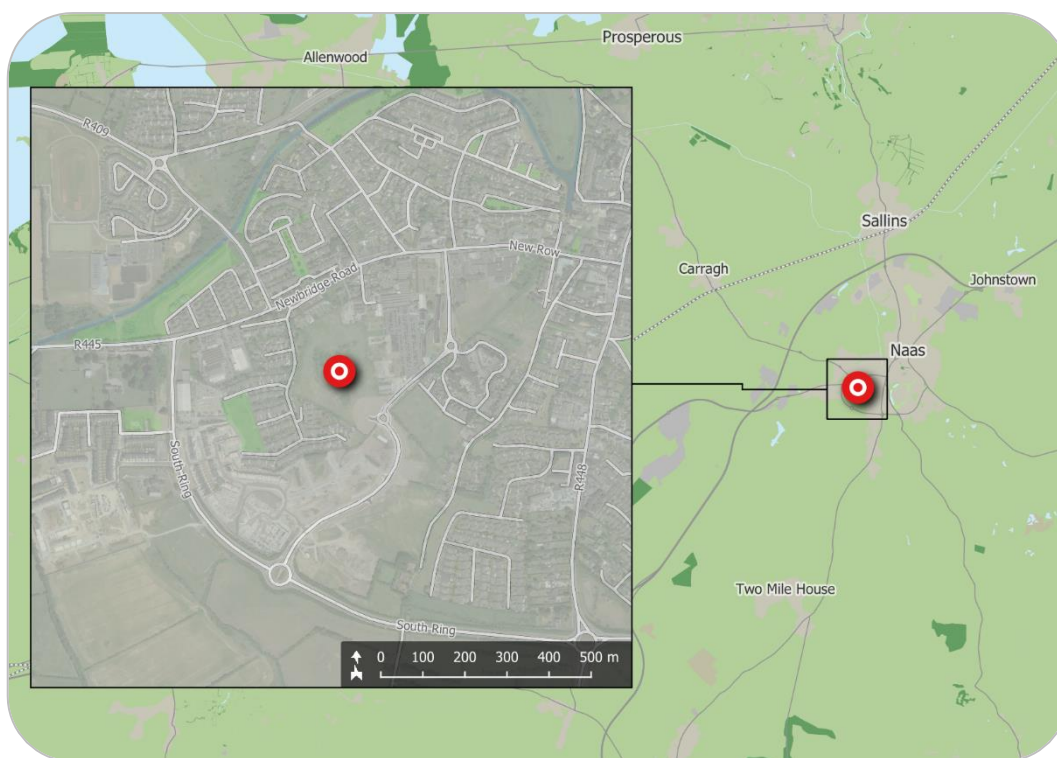 Prosperous
Allenwood
R409
Sallins
New Row
Carragh
Johnstown
Newbridge Road
R445
Naas
South Ring
R448
Two Mile House
South Ring
0 100 200 300 400 500 m